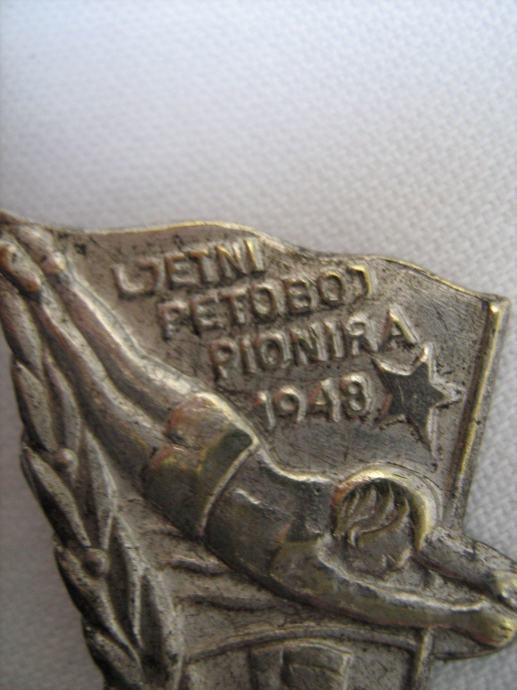 LJETNI
PETOBOJ
PIONIRA
1948